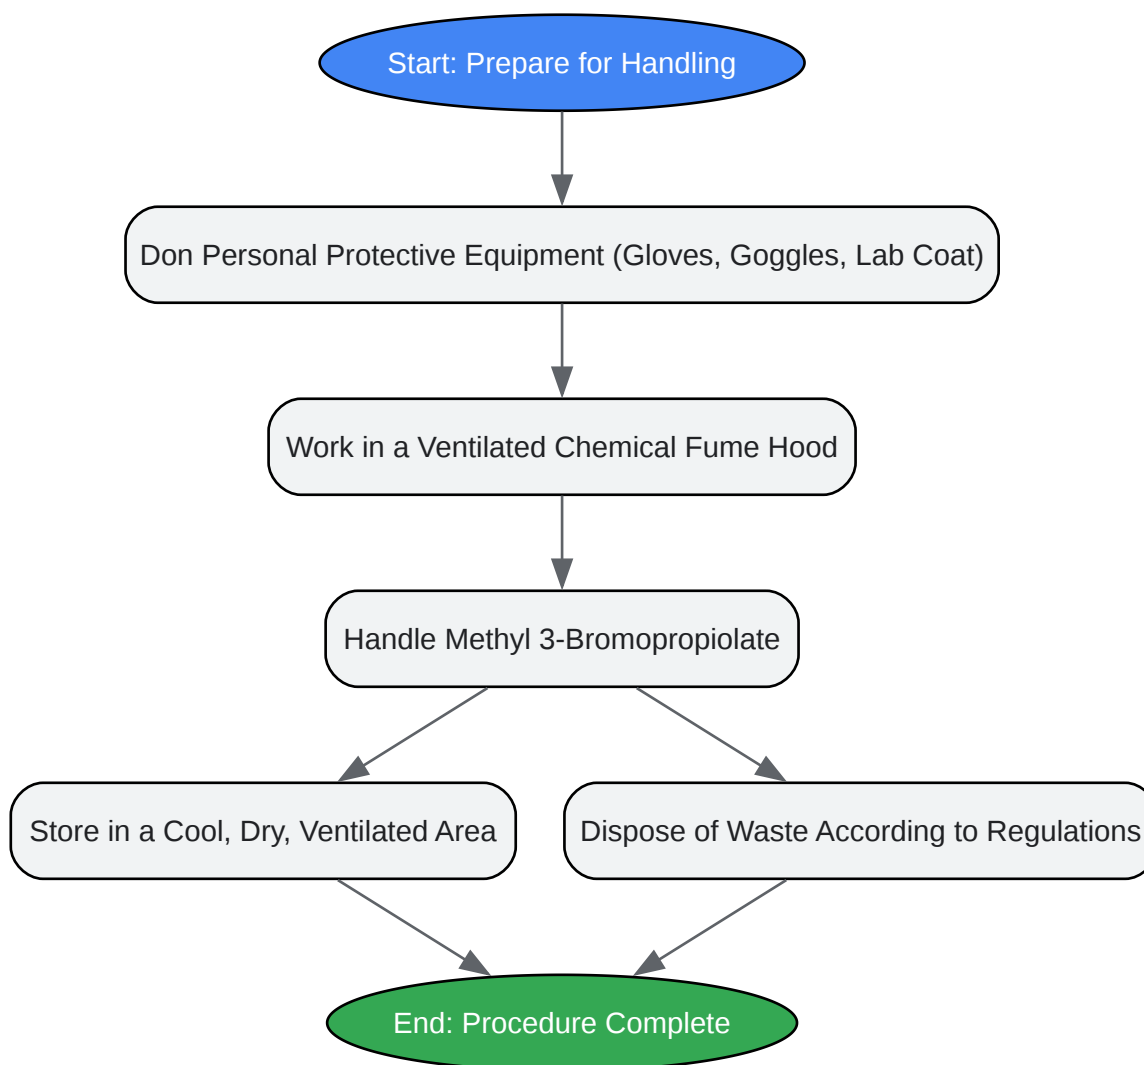 Start: Prepare for Handling
Don Personal Protective Equipment (Gloves, Goggles, Lab Coat)
Work in a Ventilated Chemical Fume Hood
Handle Methyl 3-Bromopropiolate
Store in a Cool, Dry, Ventilated Area
Dispose of Waste According to Regulations
End: Procedure Complete